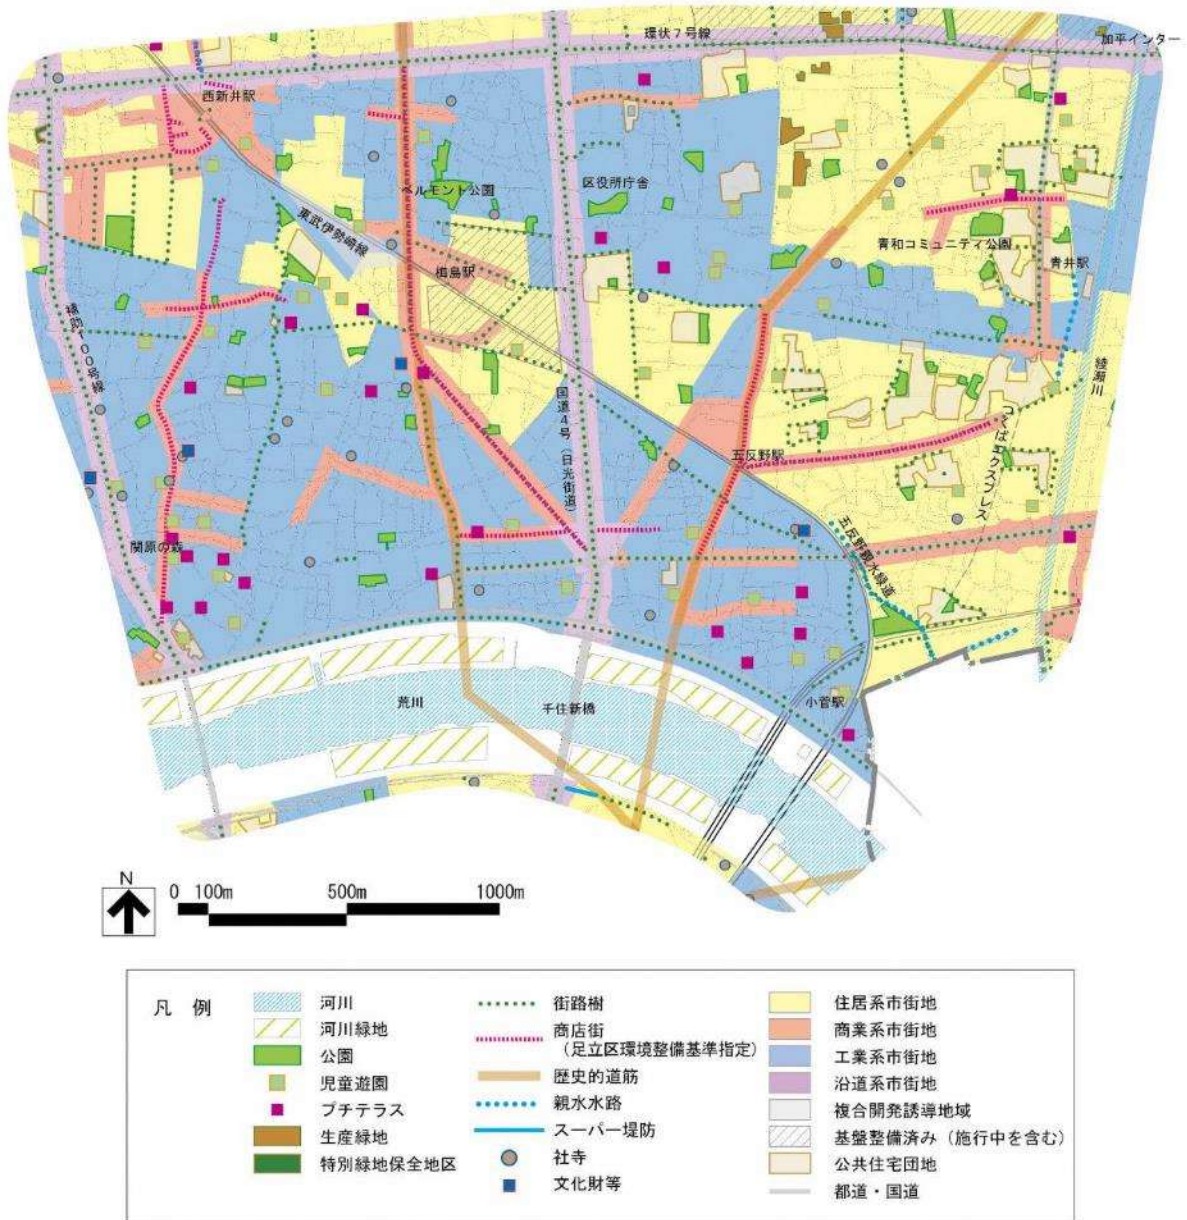 環状7号線
加平インター
西新井駅
ベルモント公園
区役所庁舎
東武伊勢崎線
梅島駅
青和コミュニティ公園
青井駅
補助100号線
国道4号（日光街道）
綾瀬川
五反野駅
つくばエクスプレス
関原の森
五反野親水緑道
荒川
千住新橋
小菅駅
N
0 100m 500m 1000m
凡例
河川
河川緑地
公園
児童遊園
プチテラス
生産緑地
特別緑地保全地区
街路樹
商店街
（足立区環境整備基準指定）
歴史的道筋
親水水路
スーパー堤防
社寺
文化財等
住居系市街地
商業系市街地
工業系市街地
沿道系市街地
複合開発誘導地域
基盤整備済み（施行中を含む）
公共住宅団地
都道・国道